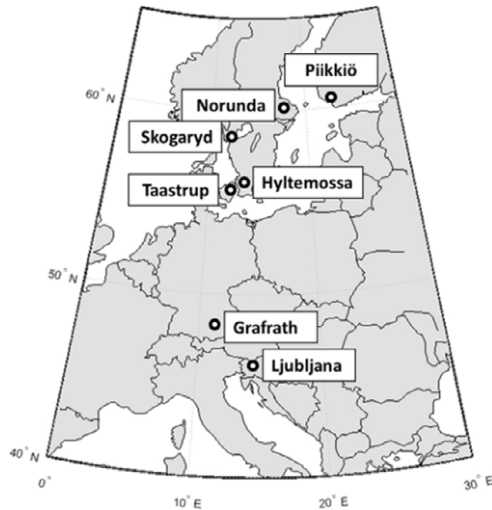 Piikkiö
60° N
Norunda
Skogaryd
Taastrup
Hyltemossa
50° N
Grafrath
Ljubljana
40° N
0°
10° E
20° E
30° E